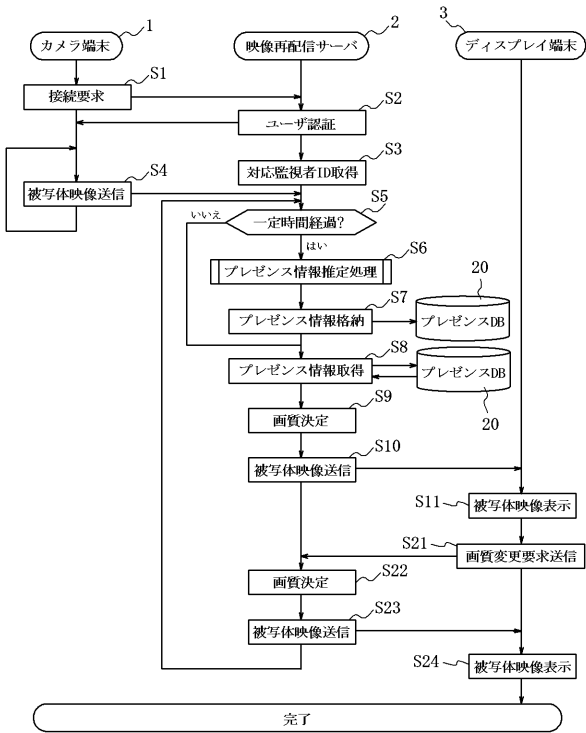 1
カメラ端末
2
映像再配信サーバ
3
ディスプレイ端末
S1
接続要求
S2
ユーザ認証
S3
対応監視者ID取得
S4
被写体映像送信
S5
一定時間経過?
いいえ
はい
S6
プレゼンス情報推定処理
S7
プレゼンス情報格納
20
プレゼンスDB
S8
プレゼンス情報取得
プレゼンスDB
20
S9
画質決定
S10
被写体映像送信
S11
被写体映像表示
S21
画質変更要求送信
S22
画質決定
S23
被写体映像送信
S24
被写体映像表示
完了